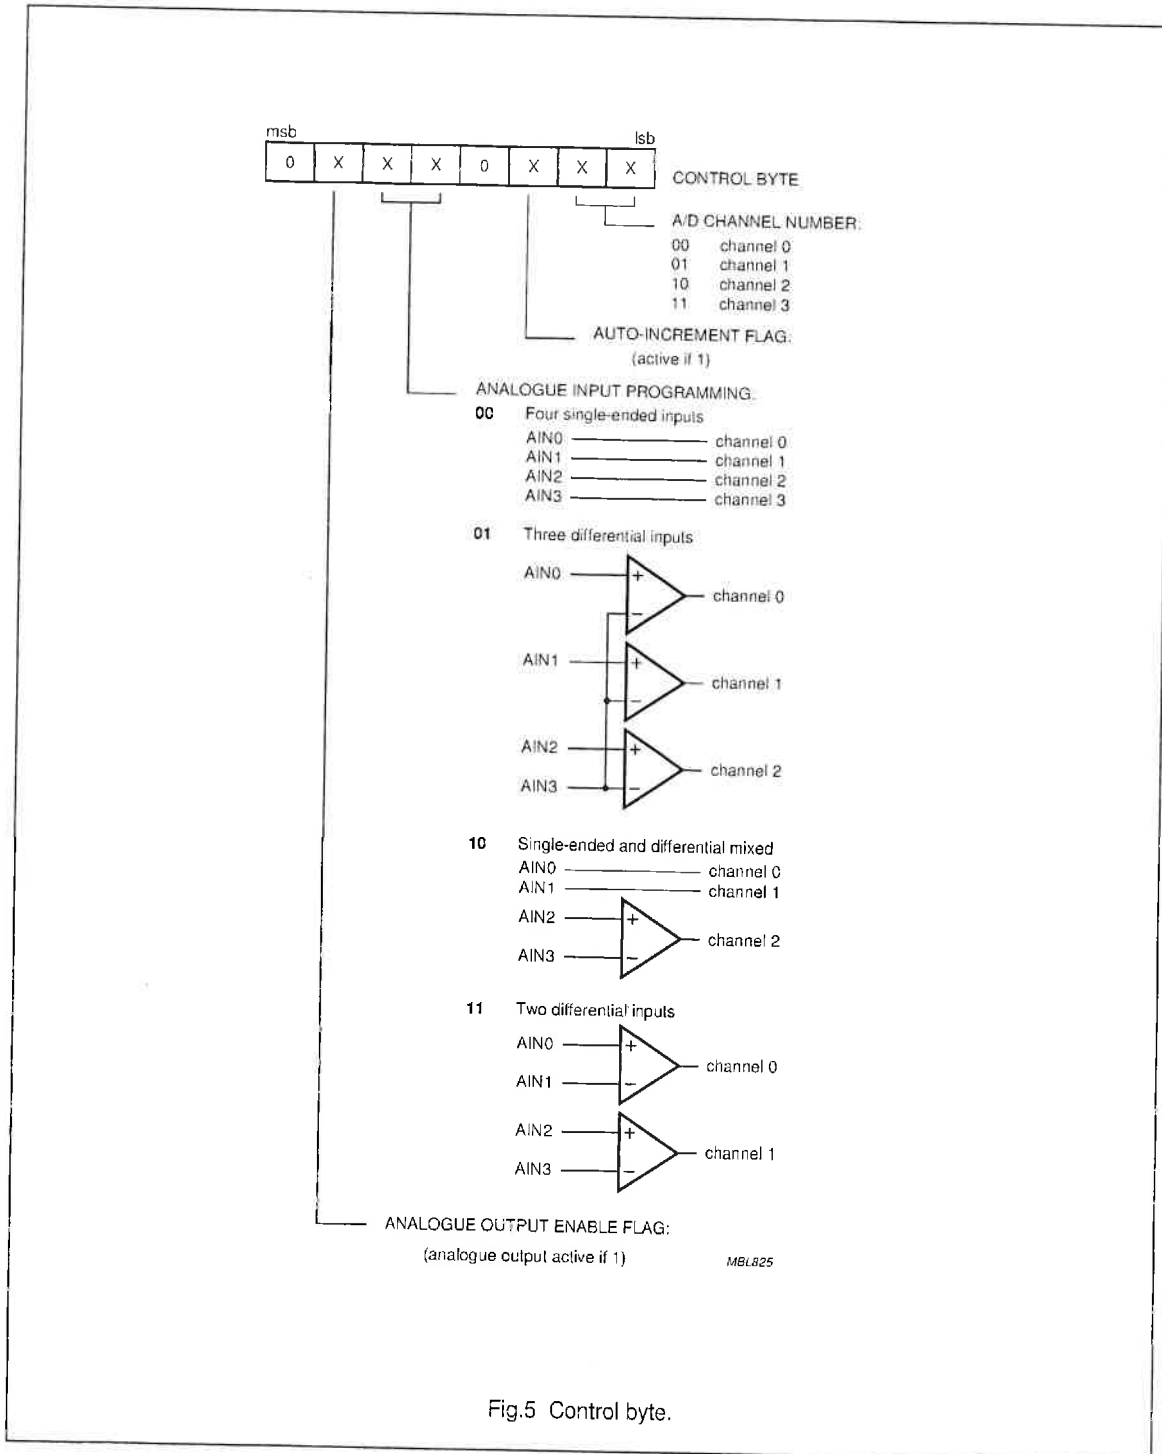 msb lsb
0 X X X 0 X X X
CONTROL BYTE
A/D CHANNEL NUMBER:
00 channel 0
01 channel 1
10 channel 2
11 channel 3
AUTO-INCREMENT FLAG:
(active if 1)
ANALOGUE INPUT PROGRAMMING:
00 Four single-ended inputs
AIN0 channel 0
AIN1 channel 1
AIN2 channel 2
AIN3 channel 3
01 Three differential inputs
AIN0 + channel 0
−
AIN1 + channel 1
−
AIN2 + channel 2
AIN3 −
10 Single-ended and differential mixed
AIN0 channel 0
AIN1 channel 1
AIN2 + channel 2
AIN3 −
11 Two differential inputs
AIN0 + channel 0
AIN1 −
AIN2 + channel 1
AIN3 −
ANALOGUE OUTPUT ENABLE FLAG:
(analogue output active if 1)
MBL825
Fig.5 Control byte.